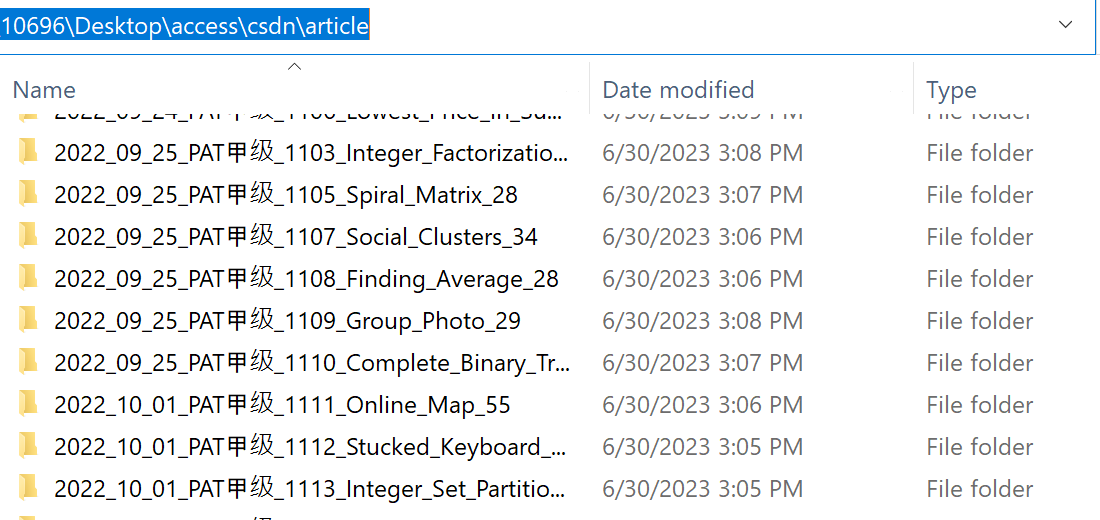 10696\Desktop\access\csdn\article
Name Date modified Type
2022_09_25_PAT甲级_1103_Integer_Factorizatio... 6/30/2023 3:08 PM File folder
2022_09_25_PAT甲级_1105_Spiral_Matrix_28 6/30/2023 3:07 PM File folder
2022_09_25_PAT甲级_1107_Social_Clusters_34 6/30/2023 3:06 PM File folder
2022_09_25_PAT甲级_1108_Finding_Average_28 6/30/2023 3:06 PM File folder
2022_09_25_PAT甲级_1109_Group_Photo_29 6/30/2023 3:08 PM File folder
2022_09_25_PAT甲级_1110_Complete_Binary_Tr... 6/30/2023 3:07 PM File folder
2022_10_01_PAT甲级_1111_Online_Map_55 6/30/2023 3:06 PM File folder
2022_10_01_PAT甲级_1112_Stucked_Keyboard_... 6/30/2023 3:05 PM File folder
2022_10_01_PAT甲级_1113_Integer_Set_Partitio... 6/30/2023 3:05 PM File folder